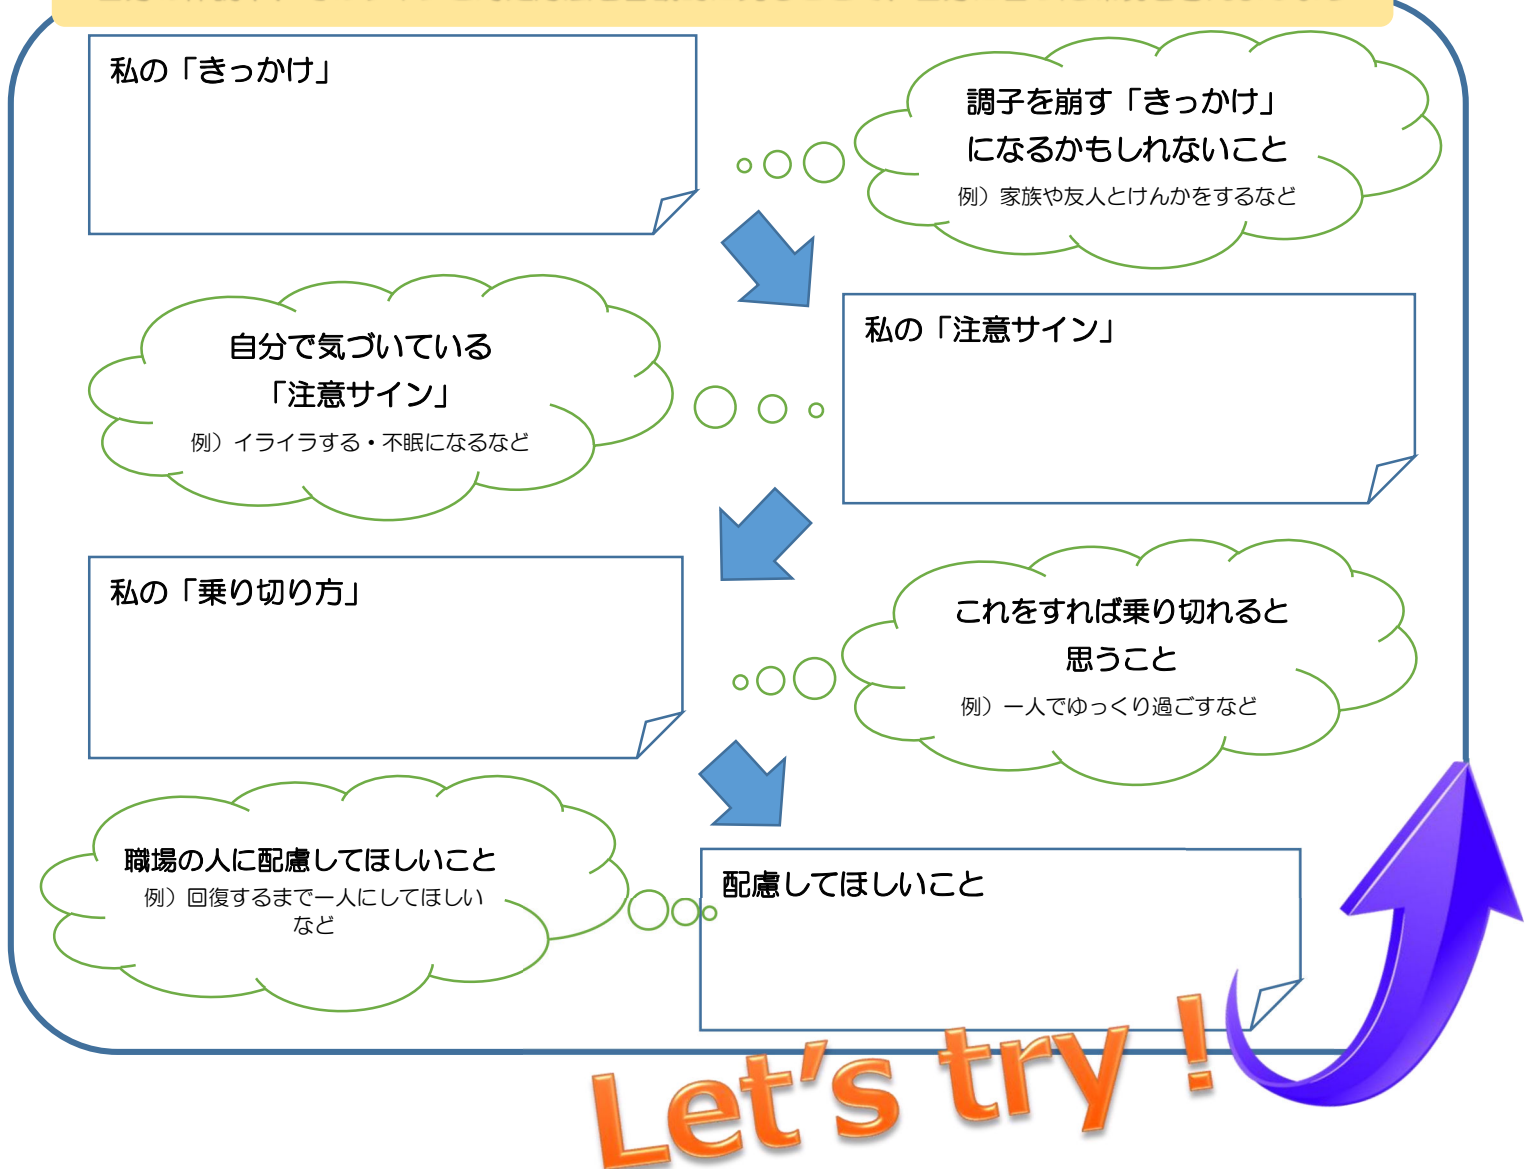 私の「きっかけ」
調子を崩す「きっかけ」
になるかもしれないこと
例）家族や友人とけんかをするなど
自分で気づいている
「注意サイン」
例）イライラする・不眠になるなど
私の「注意サイン」
私の「乗り切り方」
これをすれば乗り切れると
思うこと
例）一人でゆっくり過ごすなど
職場の人に配慮してほしいこと
例）回復するまで一人にしてほしい
など
配慮してほしいこと
Let's try！